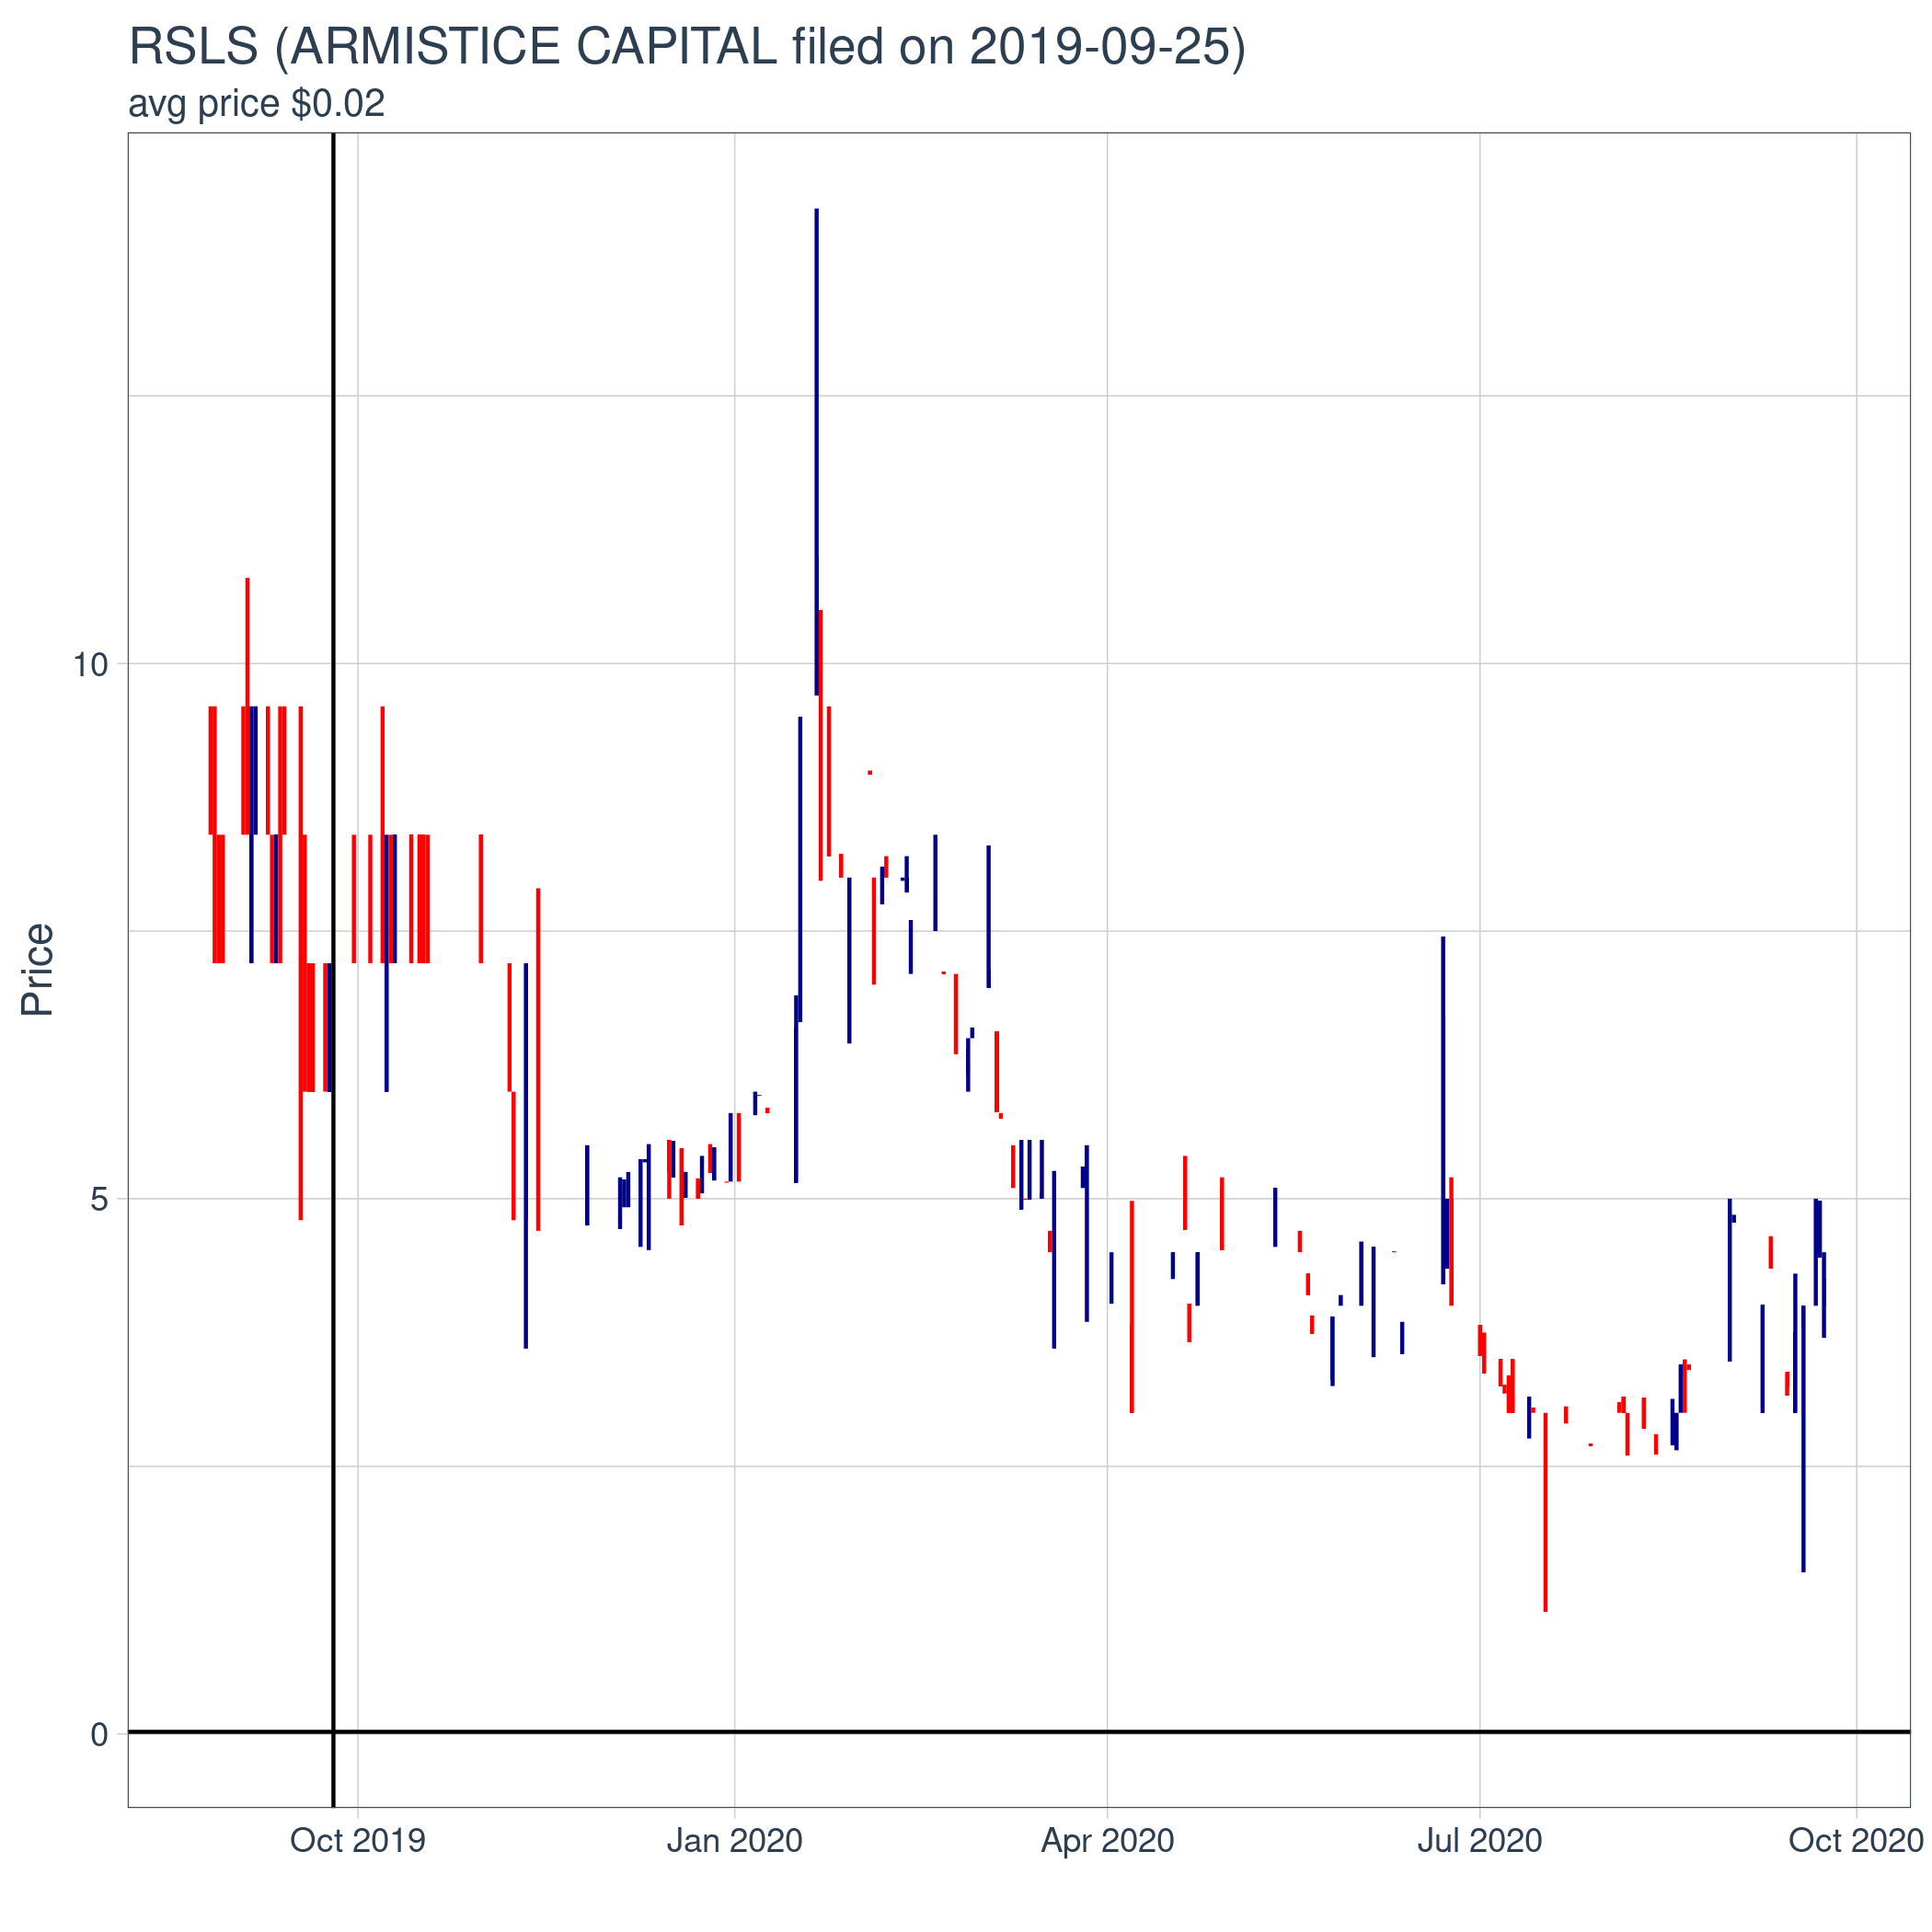 RSLS (ARMISTICE CAPITAL filed on 2019-09-25)
avg price $0.02
Price
10
5
0
Oct 2019 Jan 2020 Apr 2020 Jul 2020 Oct 2020